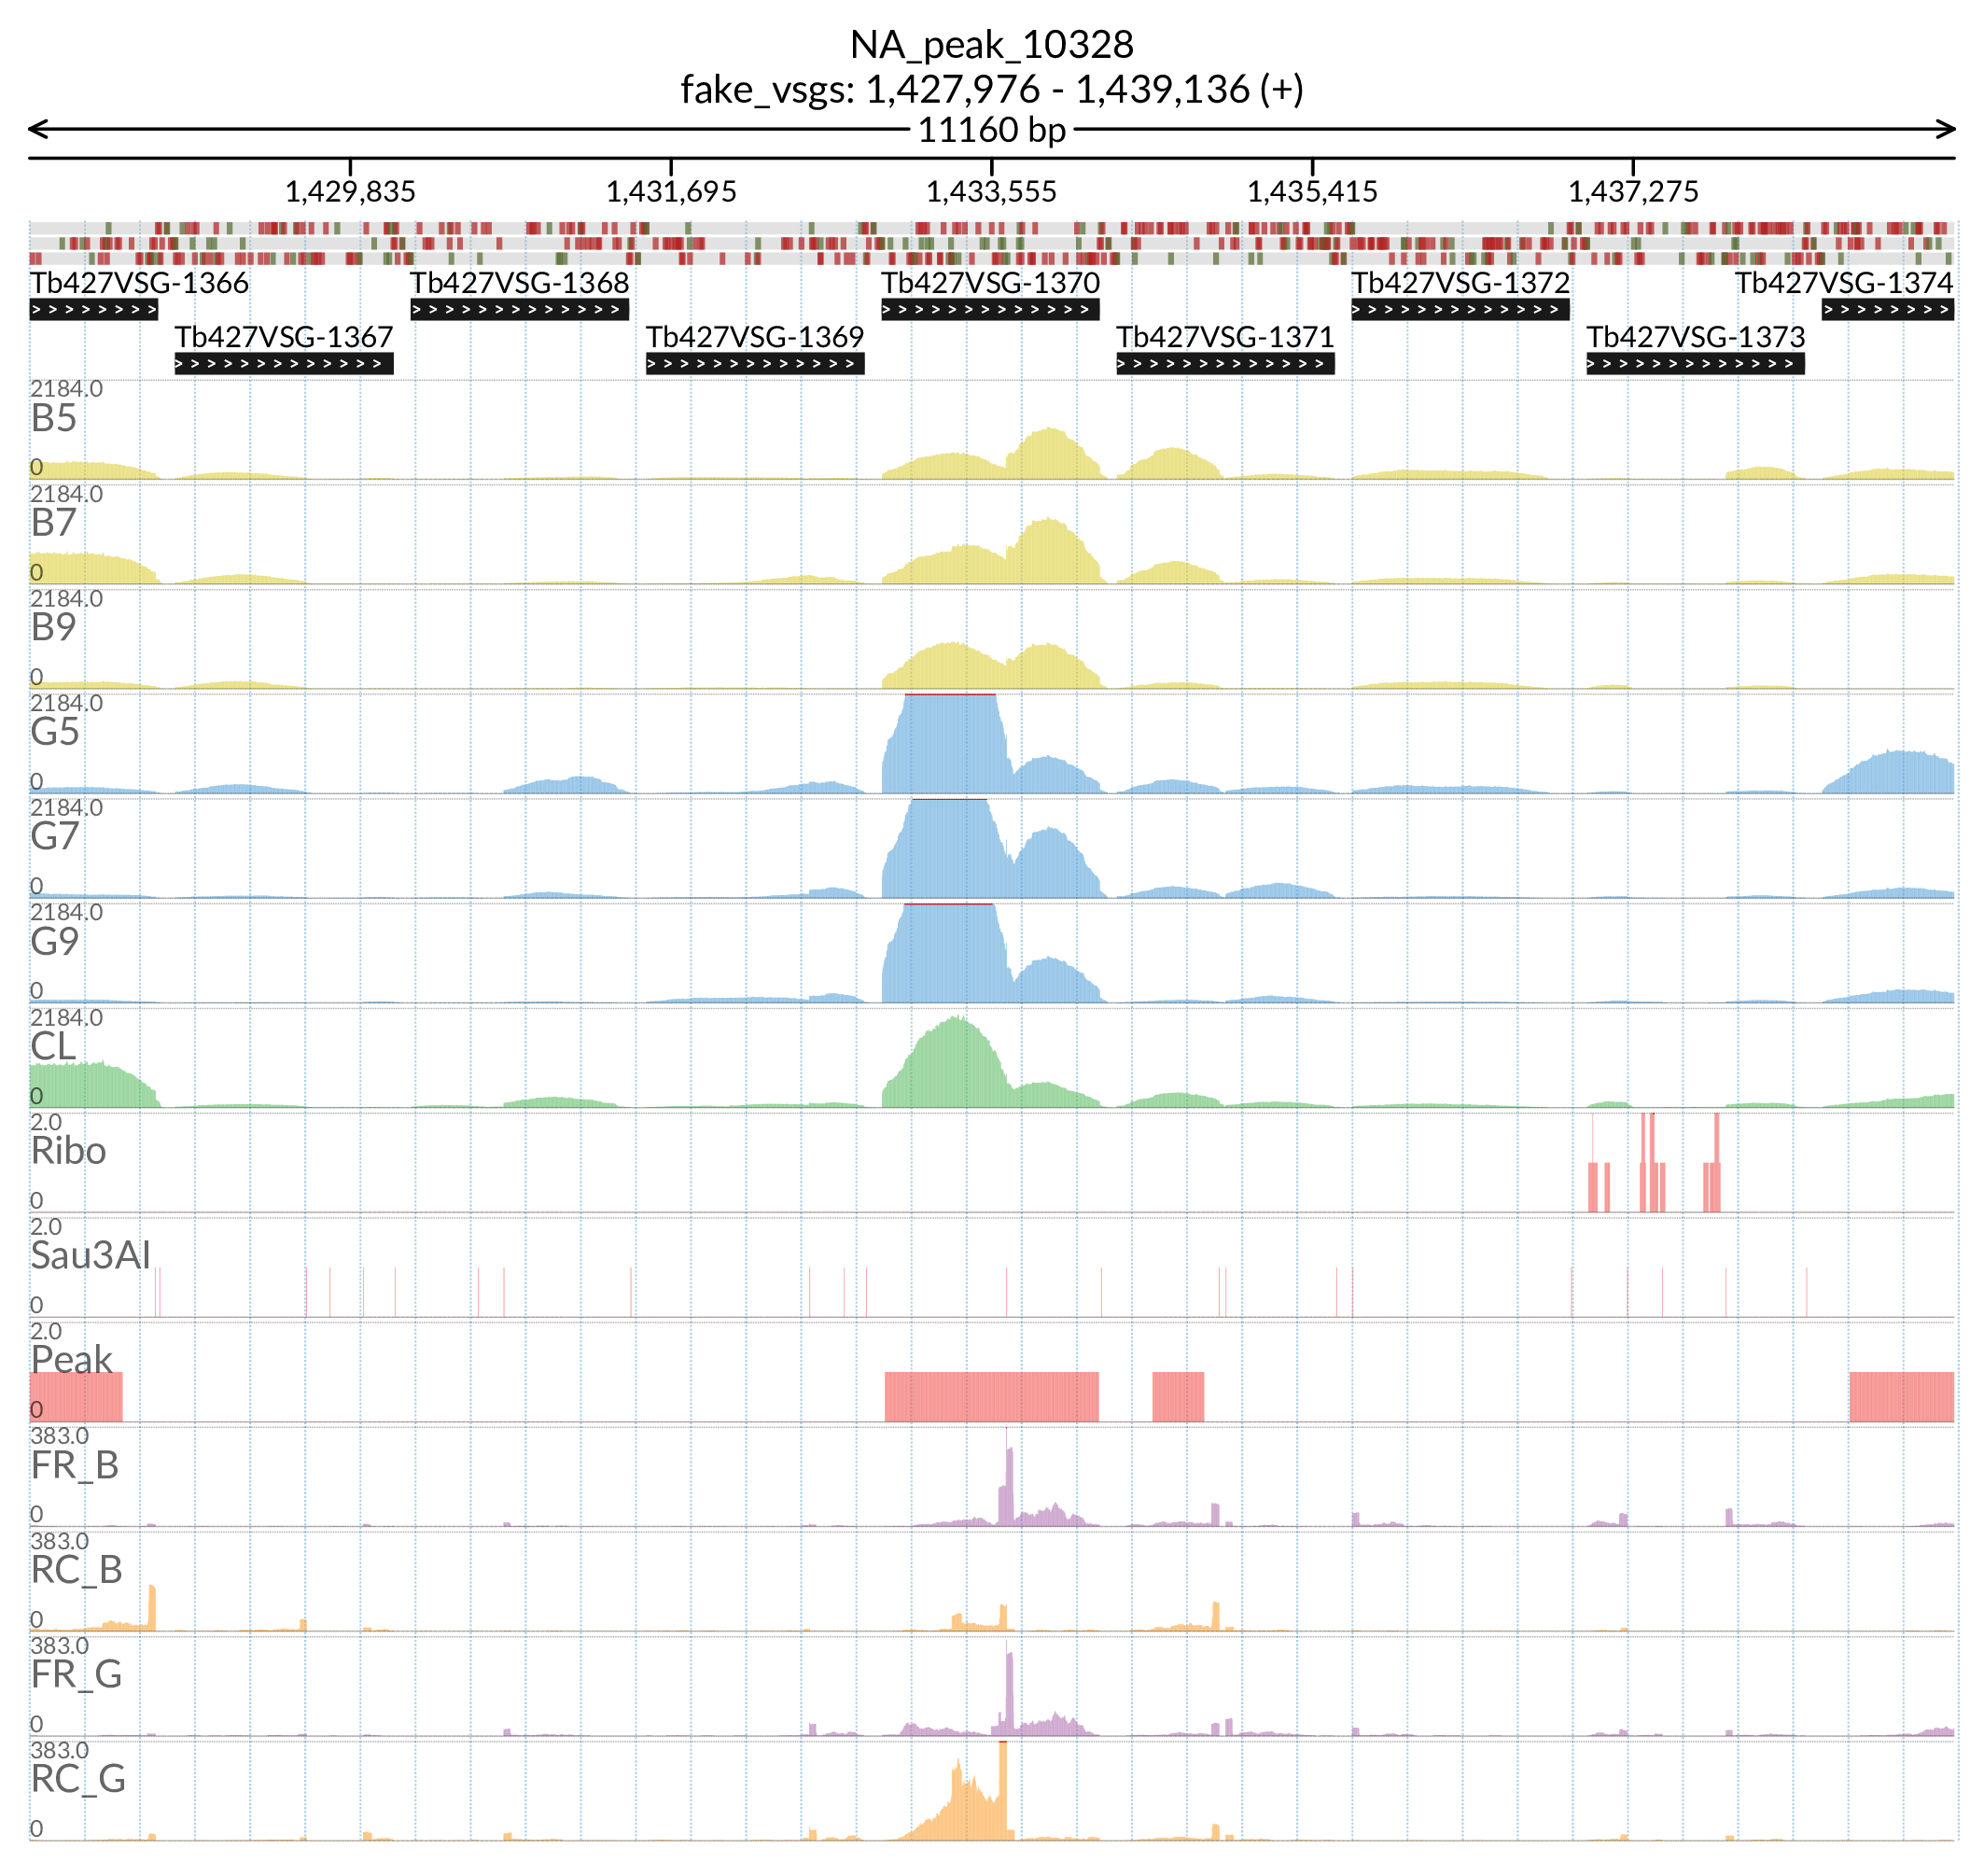 NA_peak_10328
fake_vsgs: 1,427,976 - 1,439,136 (+)
11160 bp
1,429,835 1,431,695 1,433,555 1,435,415 1,437,275
Tb427VSG-1366 Tb427VSG-1368 Tb427VSG-1370 Tb427VSG-1372 Tb427VSG-1374
Tb427VSG-1367 Tb427VSG-1369 Tb427VSG-1371 Tb427VSG-1373
2184.0
B5
0
2184.0
B7
0
2184.0
B9
0
2184.0
G5
0
2184.0
G7
0
2184.0
G9
0
2184.0
CL
0
2.0
Ribo
0
2.0
Sau3AI
0
2.0
Peak
0
383.0
FR_B
0
383.0
RC_B
0
383.0
FR_G
0
383.0
RC_G
0